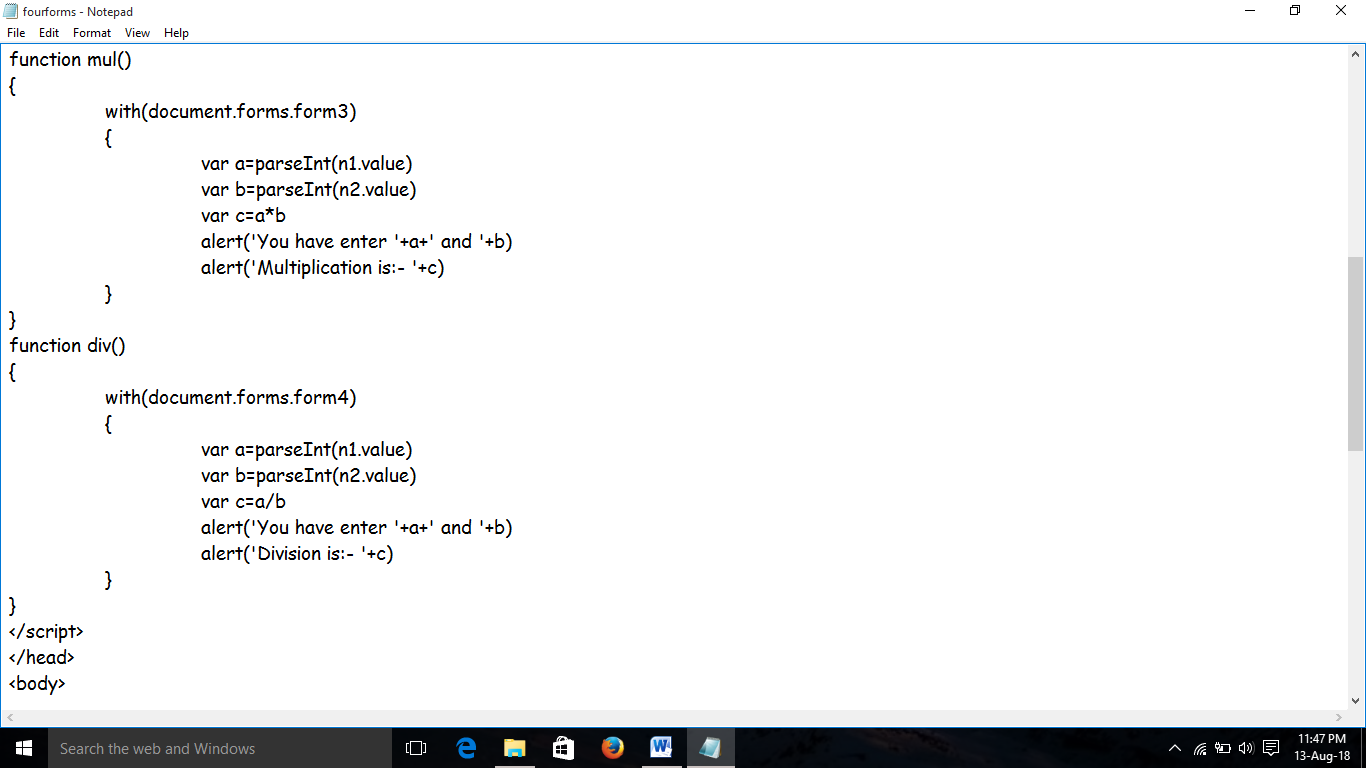 fourforms - Notepad
File Edit Format View Help
function mul()
{
with(document.forms.form3)
{
var a=parseInt(n1.value)
var b=parseInt(n2.value)
var c=a*b
alert('You have enter '+a+' and '+b)
alert('Multiplication is:- '+c)
}
}
function div()
{
with(document.forms.form4)
{
var a=parseInt(n1.value)
var b=parseInt(n2.value)
var c=a/b
alert('You have enter '+a+' and '+b)
alert('Division is:- '+c)
}
}
</script>
</head>
<body>
Search the web and Windows
11:47 PM
13-Aug-18